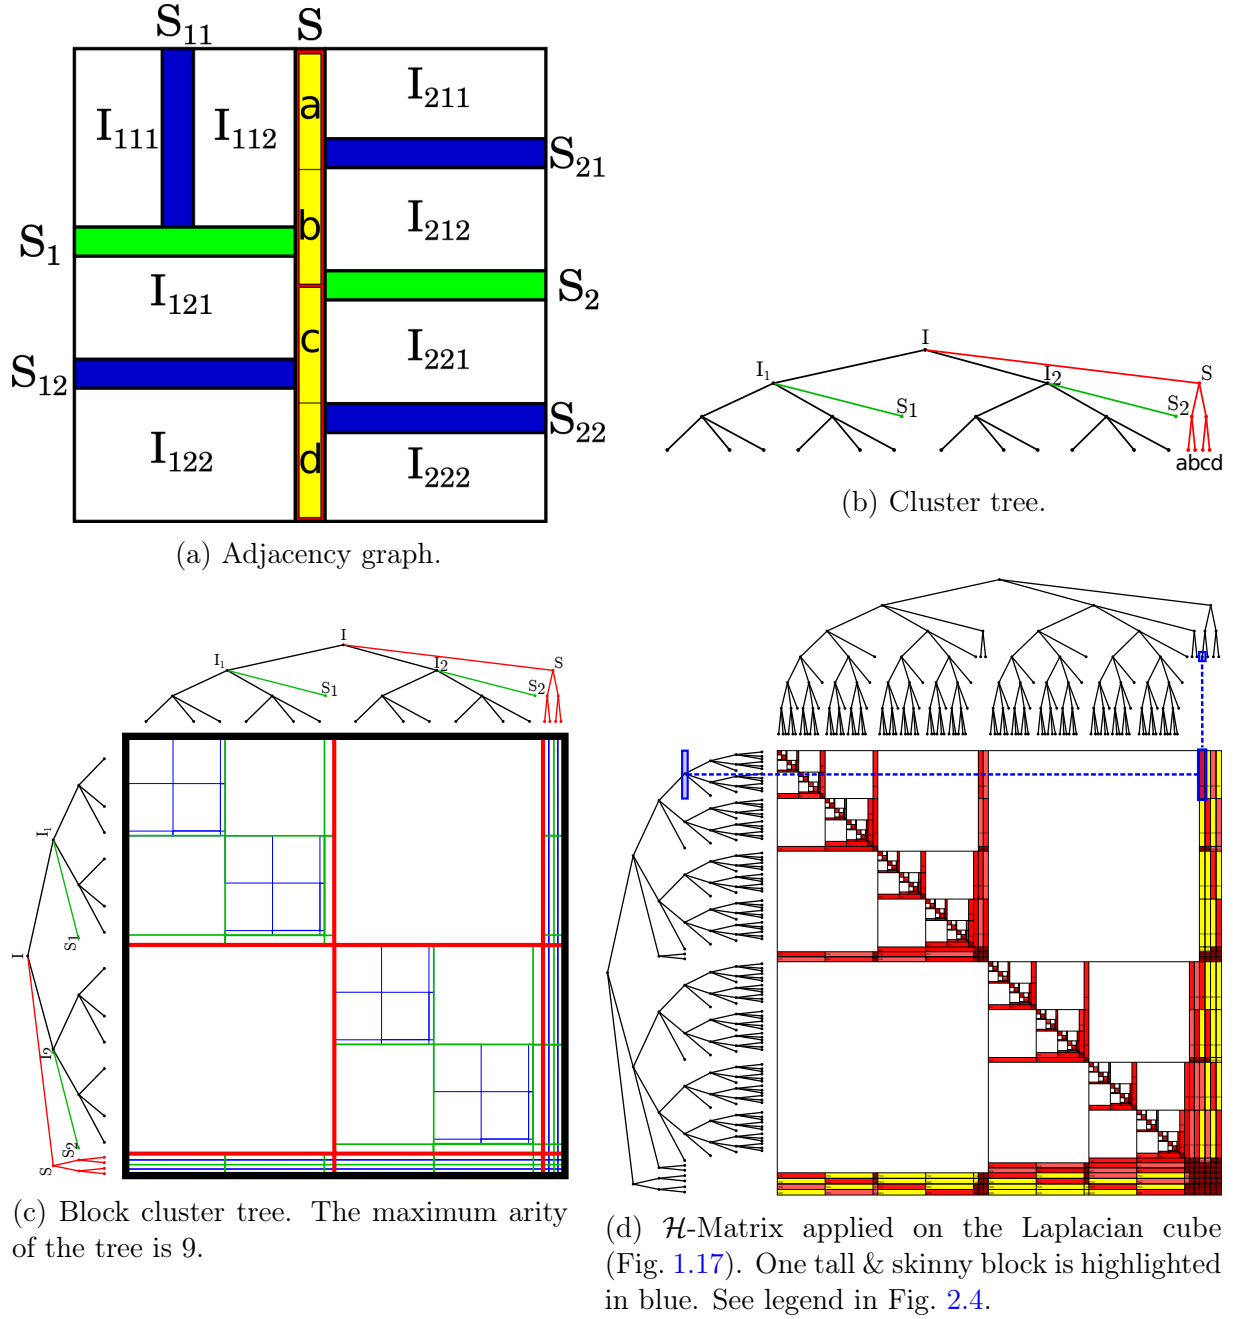 S₁₁ S
a I₂₁₁
I₁₁₁ I₁₁₂
S₂₁
b I₂₁₂
S₁
I₁₂₁ S₂
c I₂₂₁
S₁₂
S₂₂
I₁₂₂ d I₂₂₂
(a) Adjacency graph.
I
I₁ I₂ S
S₁ S₂
abcd
(b) Cluster tree.
I
I₁ I₂ S
S₁ S₂
I₁
S₁
I
I₂
S₂
S
(c) Block cluster tree. The maximum arity
of the tree is 9.
(d) ℋ-Matrix applied on the Laplacian cube
(Fig. 1.17). One tall & skinny block is highlighted
in blue. See legend in Fig. 2.4.